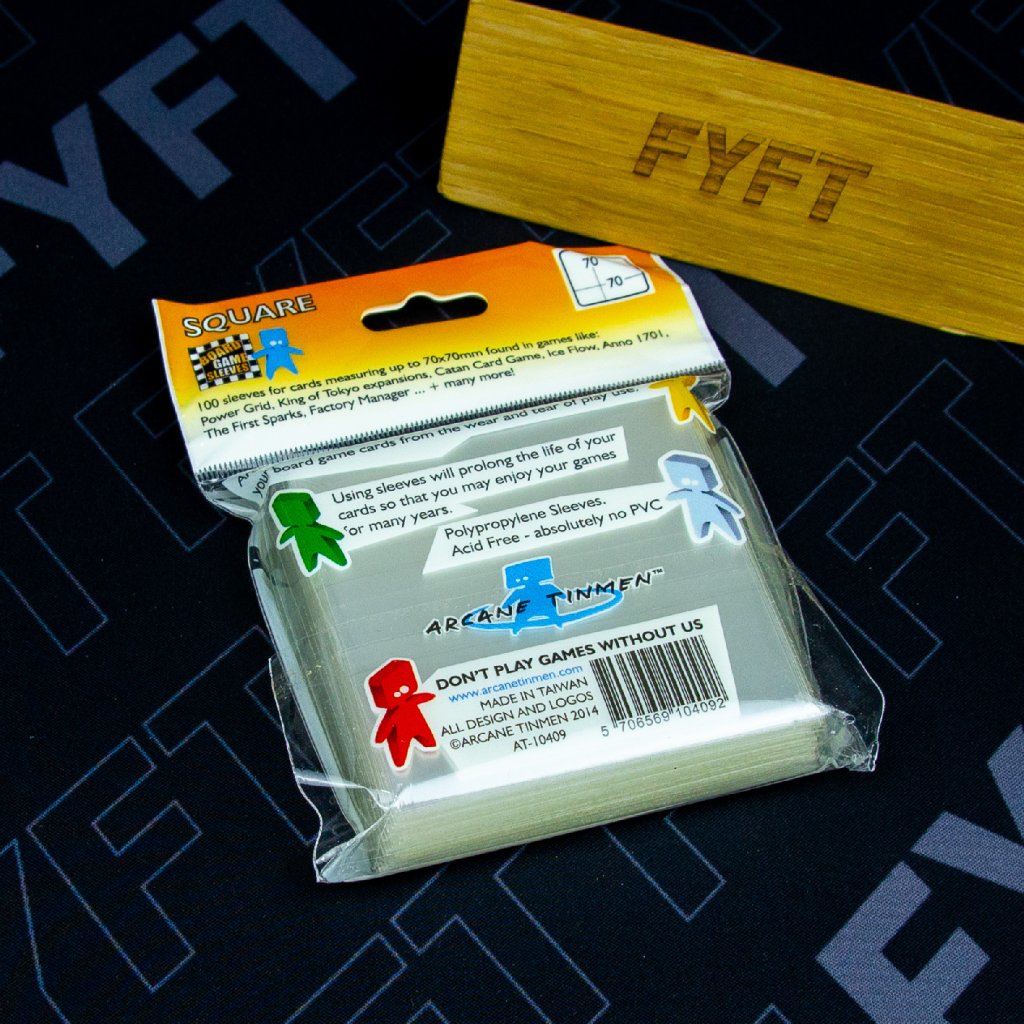 FYFT
FYFT
SQUARE
70
70
BOARD
GAME
SLEEVES
100 sleeves for cards measuring up to 70x70mm found in games like:
Power Grid, King of Tokyo expansions, Catan Card Game, Ice Flow, Anno 1701,
The First Sparks, Factory Manager ... + many more!
your board game cards from the wear and tear of play use.
Using sleeves will prolong the life of your
cards so that you may enjoy your games
for many years.
Polypropylene Sleeves.
Acid Free - absolutely no PVC
ARCANE TINMEN™
DON'T PLAY GAMES WITHOUT US
www.arcanetinmen.com
MADE IN TAIWAN
ALL DESIGN AND LOGOS
©ARCANE TINMEN 2014
AT-10409
5 706569 104092